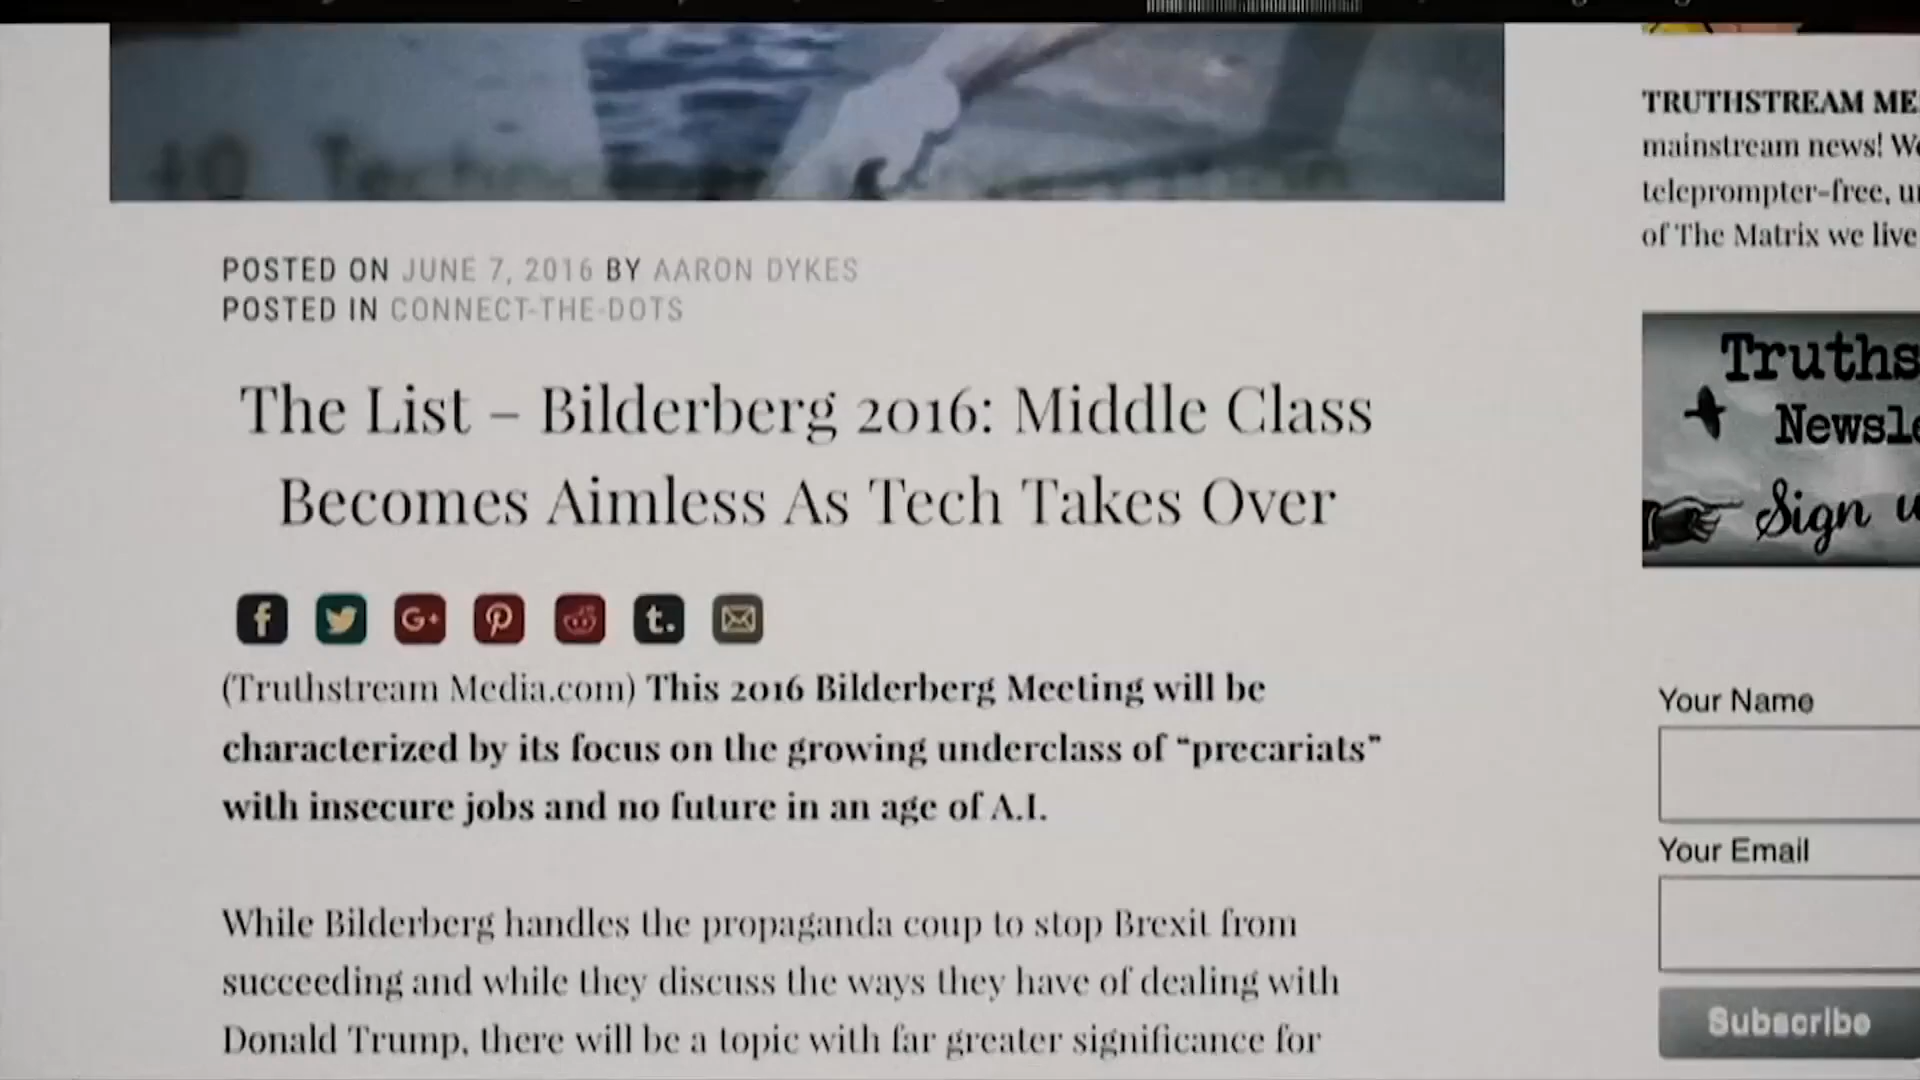 POSTED ON JUNE 7, 2016 BY AARON DYKES
POSTED IN CONNECT-THE-DOTS
The List – Bilderberg 2016: Middle Class
Becomes Aimless As Tech Takes Over
f G+ t.
(Truthstream Media.com) This 2016 Bilderberg Meeting will be
characterized by its focus on the growing underclass of “precariats”
with insecure jobs and no future in an age of A.I.
While Bilderberg handles the propaganda coup to stop Brexit from
succeeding and while they discuss the ways they have of dealing with
Donald Trump, there will be a topic with far greater significance for
TRUTHSTREAM ME
mainstream news! We
teleprompter-free, u
of The Matrix we live
Truths
Newsle
Sign u
Your Name
Your Email
Subscribe